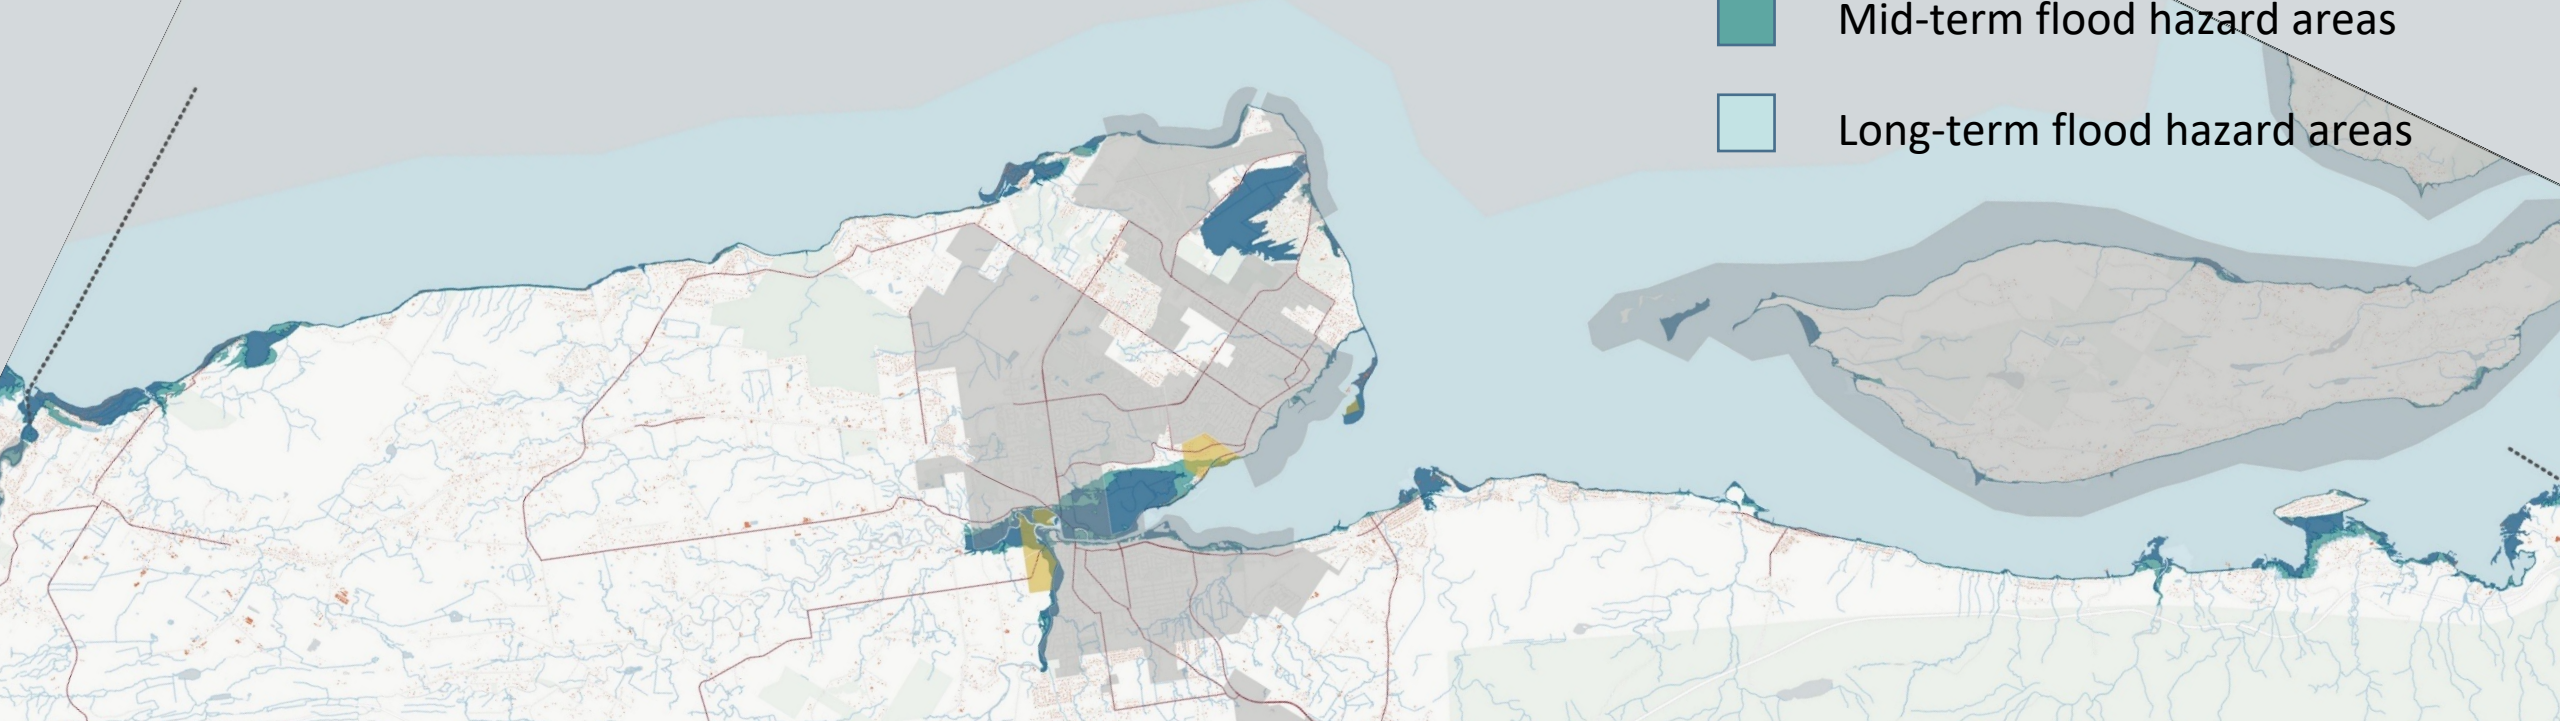 Mid-term flood hazard areas
Long-term flood hazard areas